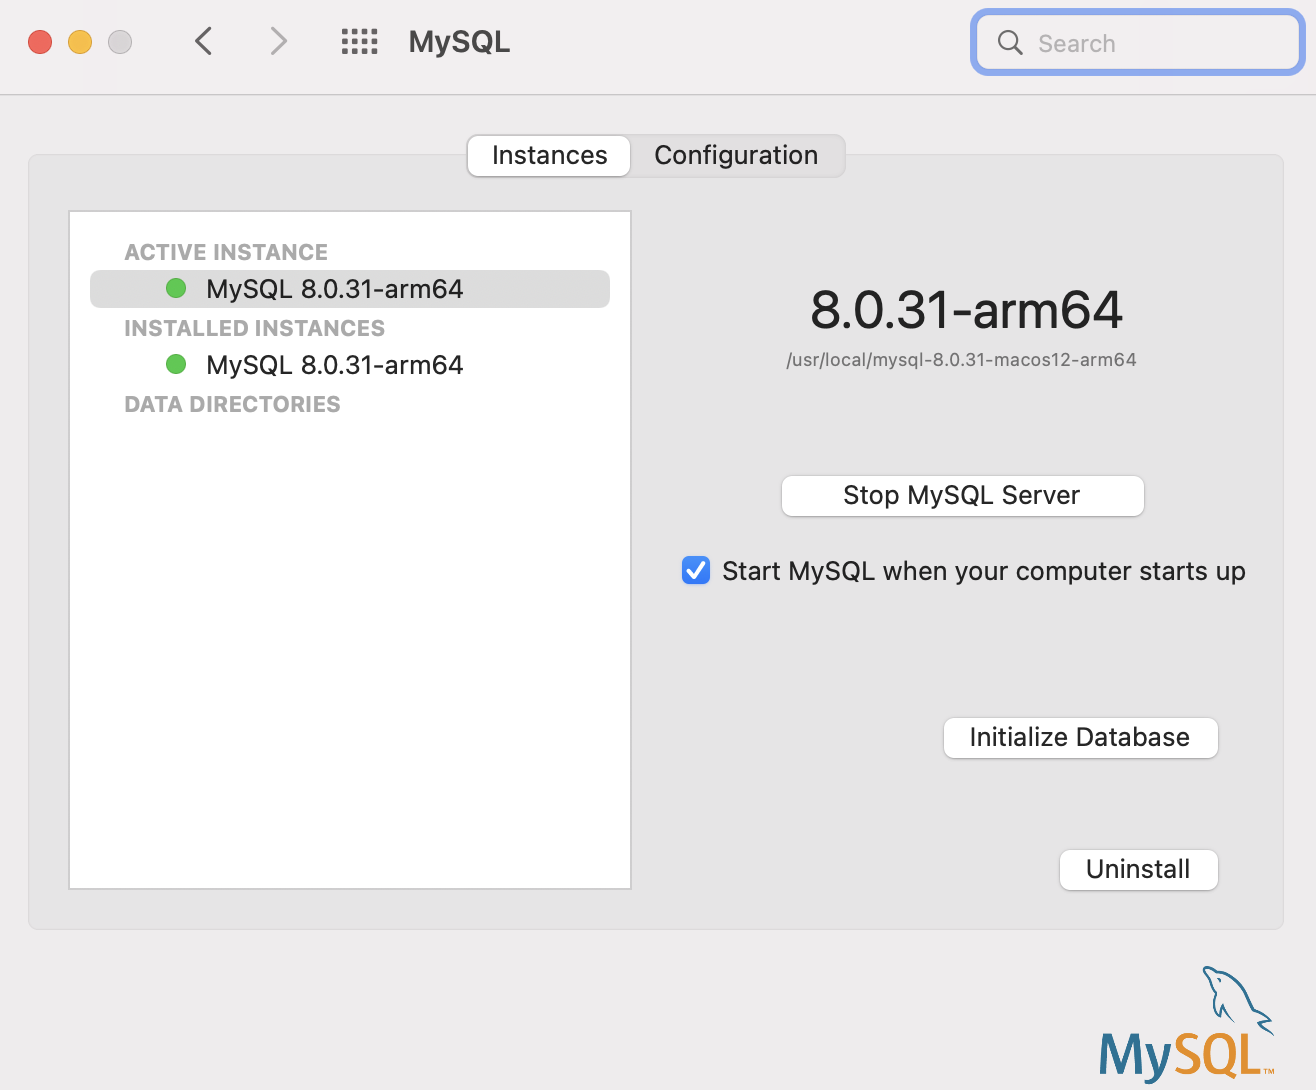 MySQL
Search
Instances
Configuration
ACTIVE INSTANCE
MySQL 8.0.31-arm64
INSTALLED INSTANCES
MySQL 8.0.31-arm64
DATA DIRECTORIES
8.0.31-arm64
/usr/local/mysql-8.0.31-macos12-arm64
Stop MySQL Server
Start MySQL when your computer starts up
Initialize Database
Uninstall
MySQL™